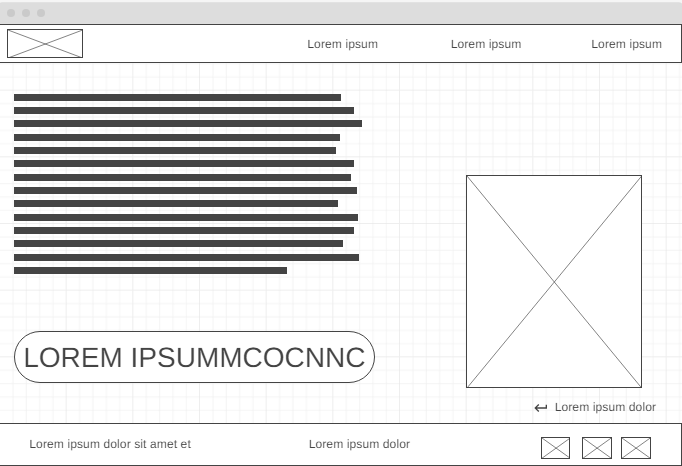 Lorem ipsum Lorem ipsum Lorem ipsum
LOREM IPSUMMCOCNNC
Lorem ipsum dolor
Lorem ipsum dolor sit amet et Lorem ipsum dolor